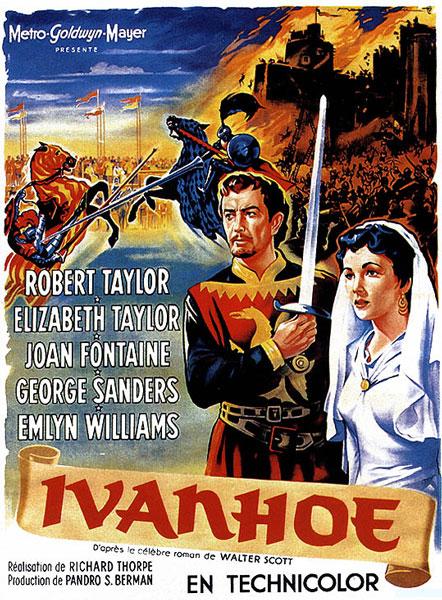 Metro-Goldwyn-Mayer
PRÉSENTE
ROBERT TAYLOR
ELIZABETH TAYLOR
JOAN FONTAINE
GEORGE SANDERS
EMLYN WILLIAMS
IVANHOE
D'après le célèbre roman de WALTER SCOTT
Réalisation de RICHARD THORPE
Production de PANDRO S. BERMAN
EN TECHNICOLOR